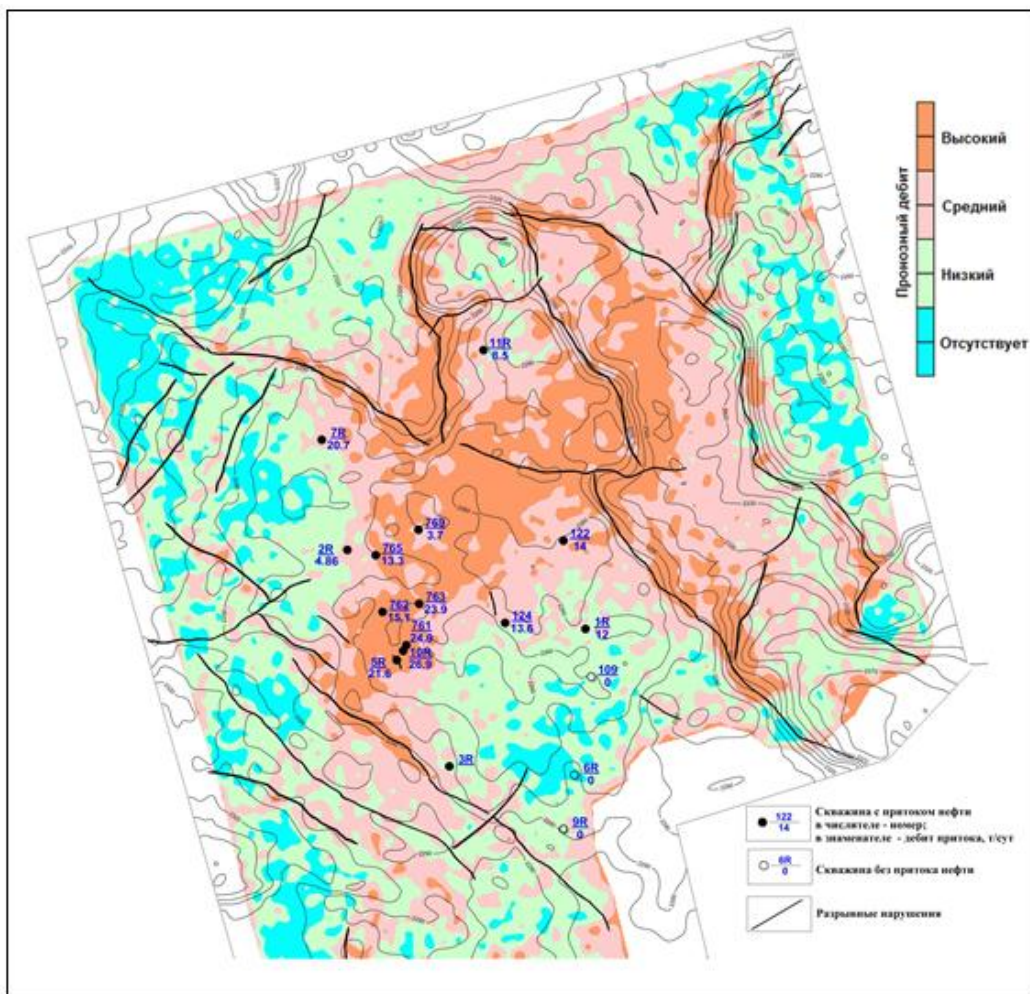 Пронозный дебит
Высокий
Средний
Низкий
Отсутствует
11R
6.5
7R
20.7
769
3.7
2R
4.86
765
13.3
122
14
762
15.1
763
23.9
761
24.9
10R
26.9
5R
21.6
124
13.6
1R
12
109
0
3R
6R
0
9R
0
122
14
Скважина с притоком нефти
в числителе - номер;
в знаменателе - дебит притока, т/сут
6R
0
Скважина без притока нефти
Разрывные нарушения